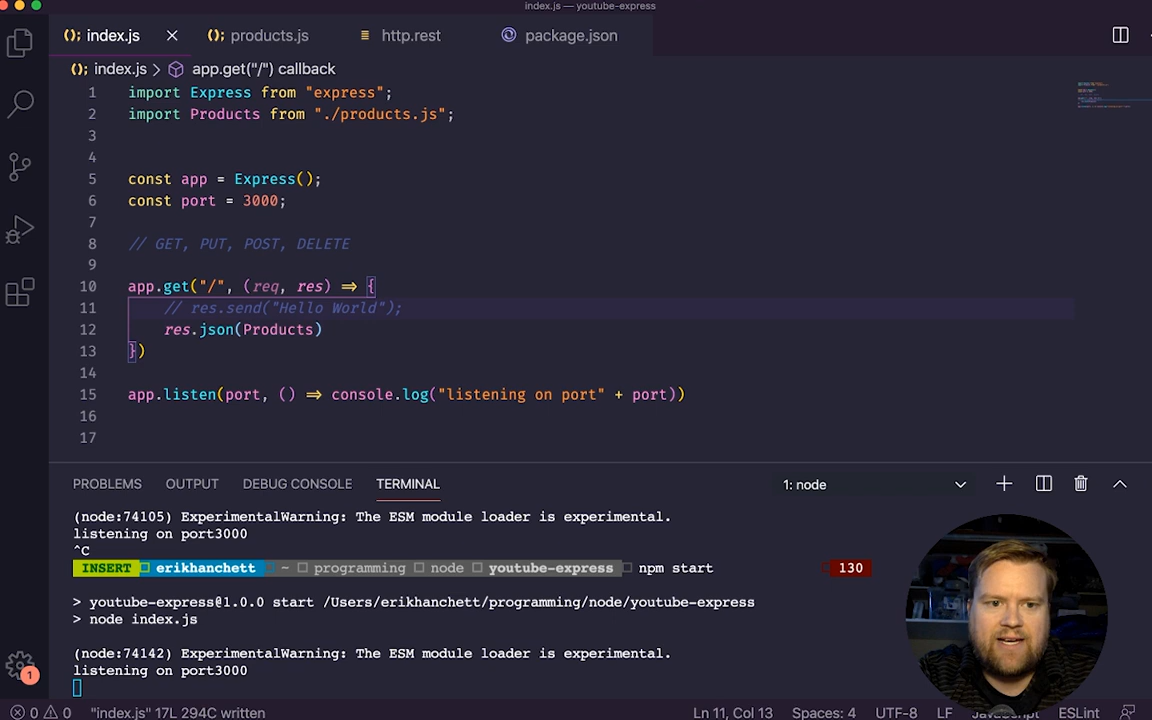 index.js — youtube-express
index.js
products.js
http.rest
package.json
index.js > app.get("/") callback
1 import Express from "express";
2 import Products from "./products.js";
3
4
5 const app = Express();
6 const port = 3000;
7
8 // GET, PUT, POST, DELETE
9
10 app.get("/", (req, res) => {
11 // res.send("Hello World");
12 res.json(Products)
13 })
14
15 app.listen(port, () => console.log("listening on port" + port))
16
17
PROBLEMS OUTPUT DEBUG CONSOLE TERMINAL 1: node
(node:74105) ExperimentalWarning: The ESM module loader is experimental.
listening on port3000
^C
INSERT erikhanchett ~ programming node youtube-express npm start 130
> youtube-express@1.0.0 start /Users/erikhanchett/programming/node/youtube-express
> node index.js
(node:74142) ExperimentalWarning: The ESM module loader is experimental.
listening on port3000
1
0 0 "index.js" 17L 294C written Ln 11, Col 13 Spaces: 4 UTF-8 LF JavaScript ESLint